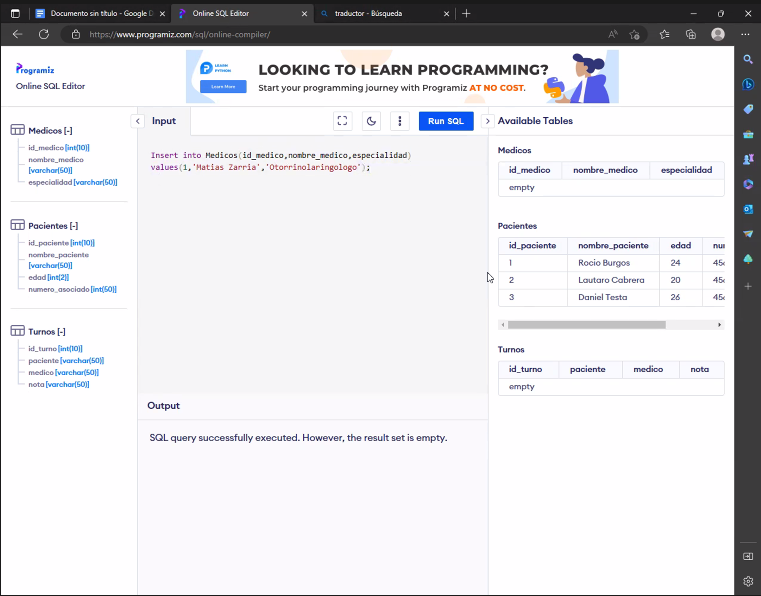 Documento sin título - Google D
Online SQL Editor
traductor - Búsqueda
https://www.programiz.com/sql/online-compiler/
Programiz
Online SQL Editor
LEARN
PYTHON
Learn More
LOOKING TO LEARN PROGRAMMING?
Start your programming journey with Programiz AT NO COST.
Input
Run SQL
Available Tables
Medicos [-]
id_medico [int(10)]
nombre_medico
[varchar(50)]
especialidad [varchar(50)]
Pacientes [-]
id_paciente [int(10)]
nombre_paciente
[varchar(50)]
edad [int(2)]
numero_asociado [int(50)]
Turnos [-]
id_turno [int(10)]
paciente [varchar(50)]
medico [varchar(50)]
nota [varchar(50)]
Insert into Medicos(id_medico,nombre_medico,especialidad)
values(1,'Matias Zarria','Otorrinolaringologo');
Output
SQL query successfully executed. However, the result set is empty.
Medicos
id_medico nombre_medico especialidad
empty
Pacientes
id_paciente nombre_paciente edad
1 Rocio Burgos 24
2 Lautaro Cabrera 20
3 Daniel Testa 26
Turnos
id_turno paciente medico nota
empty